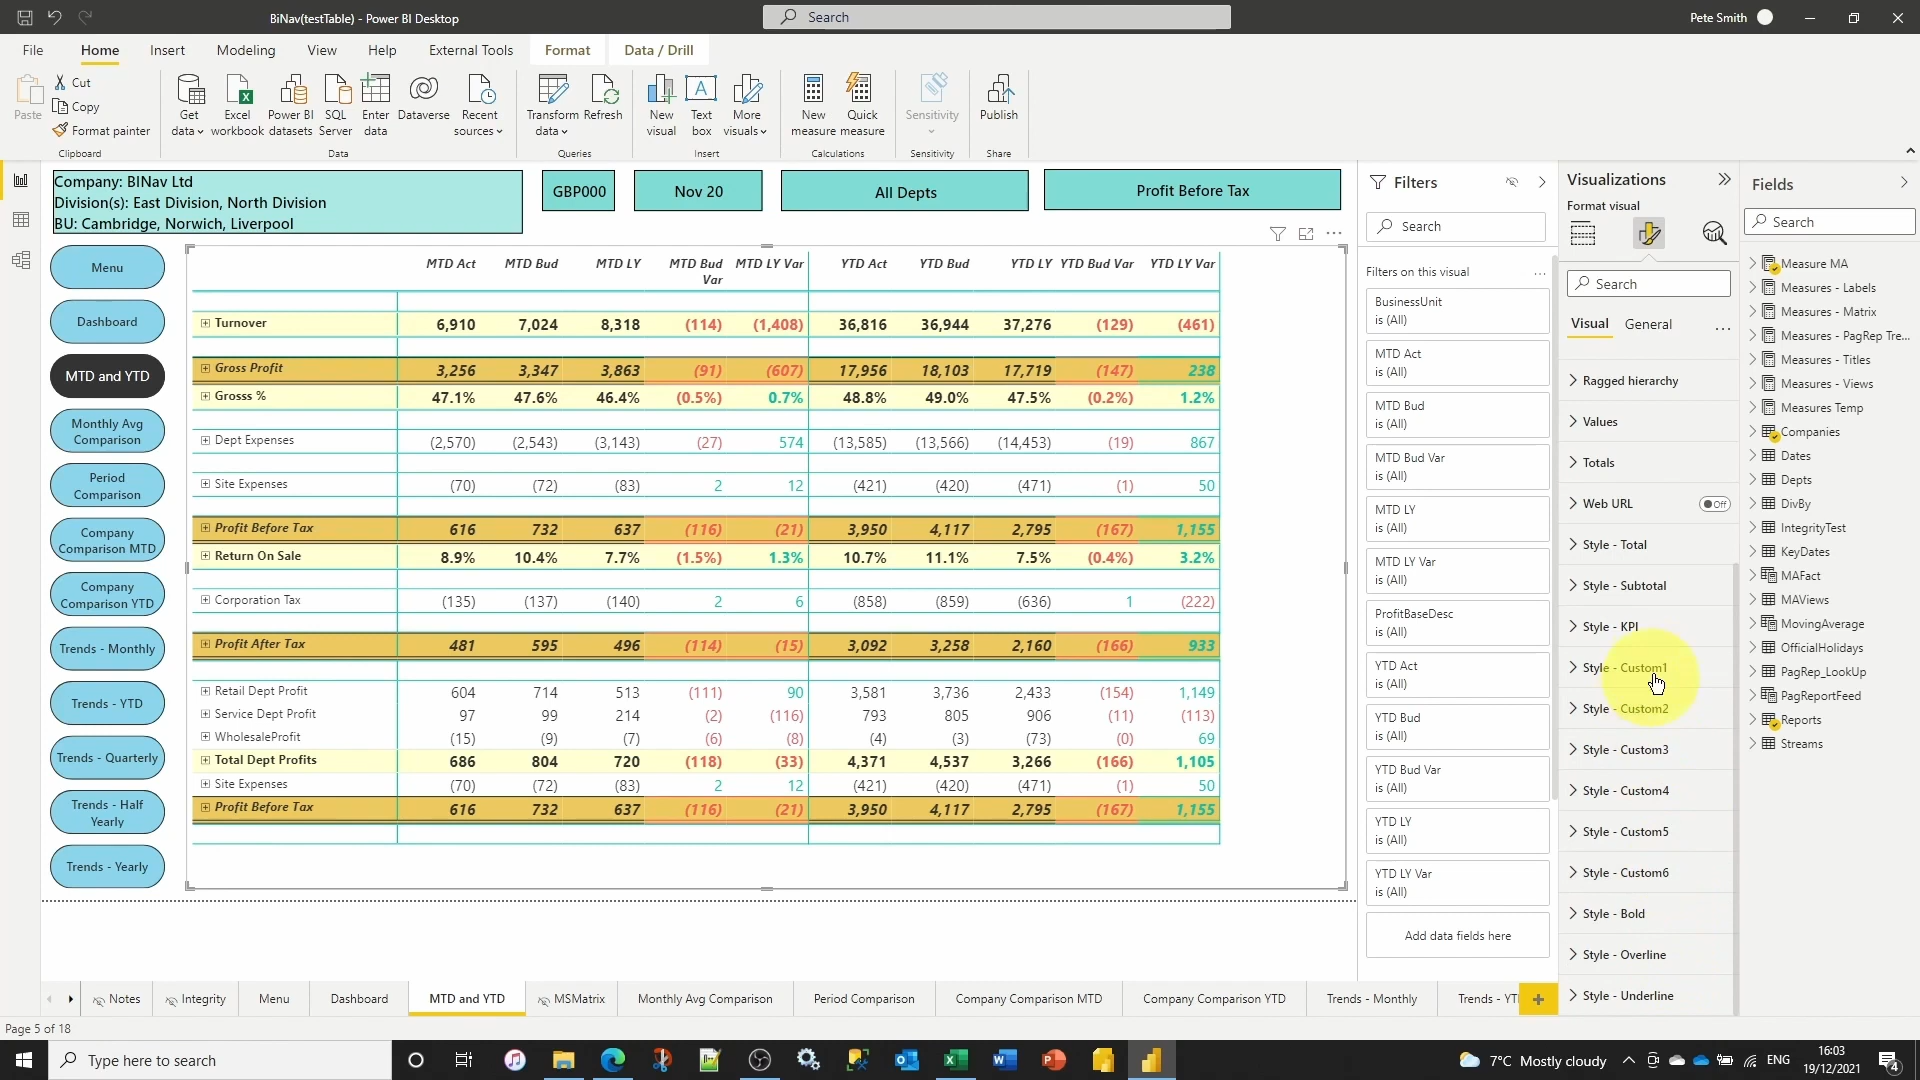 BiNav(testTable) - Power BI Desktop
Search
Pete Smith
File Home Insert Modeling View Help External Tools Format Data / Drill
Paste
Cut
Copy
Format painter
Get data
Excel workbook
Power BI datasets
SQL Server
Enter data
Dataverse
Recent sources
Transform data
Refresh
New visual
Text box
More visuals
New measure
Quick measure
Sensitivity
Publish
Clipboard Data Queries Insert Calculations Sensitivity Share
Company: BINav Ltd
Division(s): East Division, North Division
BU: Cambridge, Norwich, Liverpool
GBP000
Nov 20
All Depts
Profit Before Tax
Menu
Dashboard
MTD and YTD
Monthly Avg
Comparison
Period
Comparison
Company
Comparison MTD
Company
Comparison YTD
Trends - Monthly
Trends - YTD
Trends - Quarterly
Trends - Half
Yearly
Trends - Yearly
MTD Act MTD Bud MTD LY MTD Bud Var MTD LY Var YTD Act YTD Bud YTD LY YTD Bud Var YTD LY Var
Turnover 6,910 7,024 8,318 (114) (1,408) 36,816 36,944 37,276 (129) (461)
Gross Profit 3,256 3,347 3,863 (91) (607) 17,956 18,103 17,719 (147) 238
Grosss % 47.1% 47.6% 46.4% (0.5%) 0.7% 48.8% 49.0% 47.5% (0.2%) 1.2%
Dept Expenses (2,570) (2,543) (3,143) (27) 574 (13,585) (13,566) (14,453) (19) 867
Site Expenses (70) (72) (83) 2 12 (421) (420) (471) (1) 50
Profit Before Tax 616 732 637 (116) (21) 3,950 4,117 2,795 (167) 1,155
Return On Sale 8.9% 10.4% 7.7% (1.5%) 1.3% 10.7% 11.1% 7.5% (0.4%) 3.2%
Corporation Tax (135) (137) (140) 2 6 (858) (859) (636) 1 (222)
Profit After Tax 481 595 496 (114) (15) 3,092 3,258 2,160 (166) 933
Retail Dept Profit 604 714 513 (111) 90 3,581 3,736 2,433 (154) 1,149
Service Dept Profit 97 99 214 (2) (116) 793 805 906 (11) (113)
WholesaleProfit (15) (9) (7) (6) (8) (4) (3) (73) (0) 69
Total Dept Profits 686 804 720 (118) (33) 4,371 4,537 3,266 (166) 1,105
Site Expenses (70) (72) (83) 2 12 (421) (420) (471) (1) 50
Profit Before Tax 616 732 637 (116) (21) 3,950 4,117 2,795 (167) 1,155
Filters
Search
Filters on this visual ...
BusinessUnit
is (All)
MTD Act
is (All)
MTD Bud
is (All)
MTD Bud Var
is (All)
MTD LY
is (All)
MTD LY Var
is (All)
ProfitBaseDesc
is (All)
YTD Act
is (All)
YTD Bud
is (All)
YTD Bud Var
is (All)
YTD LY
is (All)
YTD LY Var
is (All)
Add data fields here
Visualizations
Format visual
Search
Visual General ...
Ragged hierarchy
Values
Totals
Web URL Off
Style - Total
Style - Subtotal
Style - KPI
Style - Custom1
Style - Custom2
Style - Custom3
Style - Custom4
Style - Custom5
Style - Custom6
Style - Bold
Style - Overline
Style - Underline
Fields
Search
Measure MA
Measures - Labels
Measures - Matrix
Measures - PagRep Tre...
Measures - Titles
Measures - Views
Measures Temp
Companies
Dates
Depts
DivBy
IntegrityTest
KeyDates
MAFact
MAViews
MovingAverage
OfficialHolidays
PagRep_LookUp
PagReportFeed
Reports
Streams
Notes Integrity Menu Dashboard MTD and YTD MSMatrix Monthly Avg Comparison Period Comparison Company Comparison MTD Company Comparison YTD Trends - Monthly Trends - YT
Page 5 of 18
Type here to search
7°C Mostly cloudy
ENG
16:03
19/12/2021
4